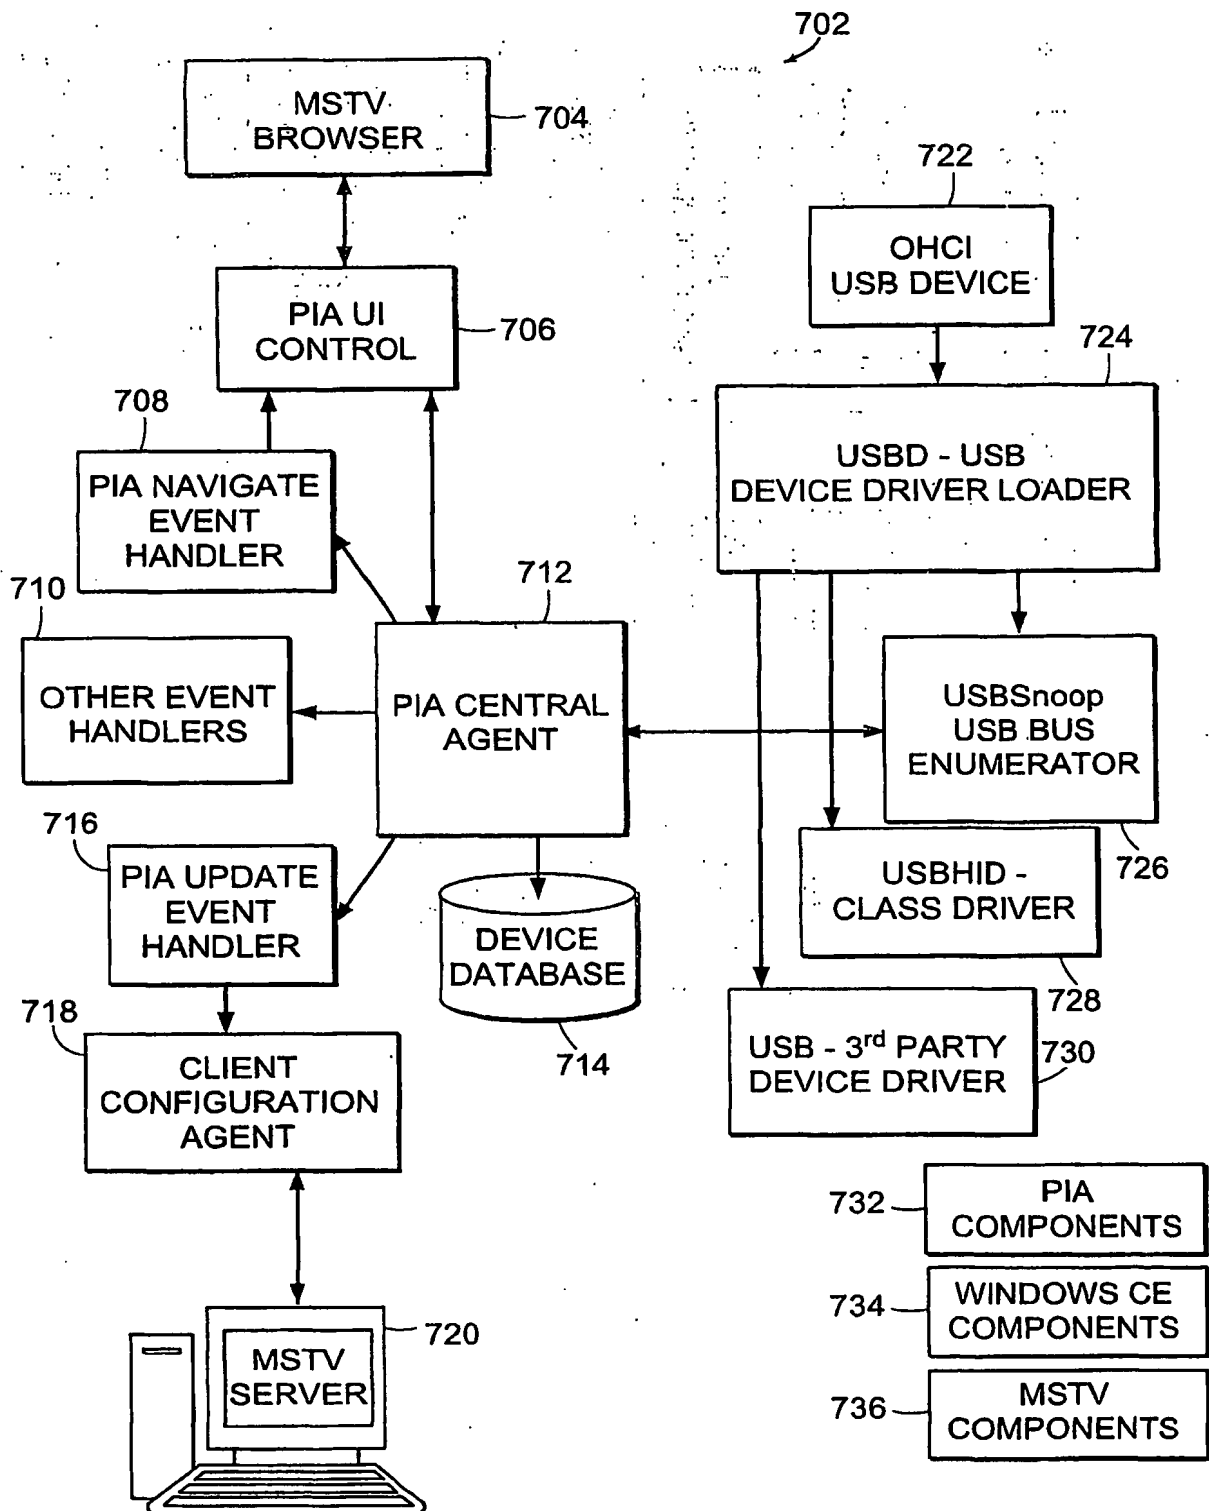 702
MSTV
BROWSER
704
722
OHCI
USB DEVICE
PIA UI
CONTROL
706
724
708
USBD - USB
DEVICE DRIVER LOADER
PIA NAVIGATE
EVENT
HANDLER
710
712
OTHER EVENT
HANDLERS
PIA CENTRAL
AGENT
USBSnoop
USB BUS
ENUMERATOR
726
716
PIA UPDATE
EVENT
HANDLER
DEVICE
DATABASE
714
USBHID -
CLASS DRIVER
728
718
CLIENT
CONFIGURATION
AGENT
USB - 3rd PARTY
DEVICE DRIVER
730
732
PIA
COMPONENTS
734
WINDOWS CE
COMPONENTS
736
MSTV
COMPONENTS
720
MSTV
SERVER